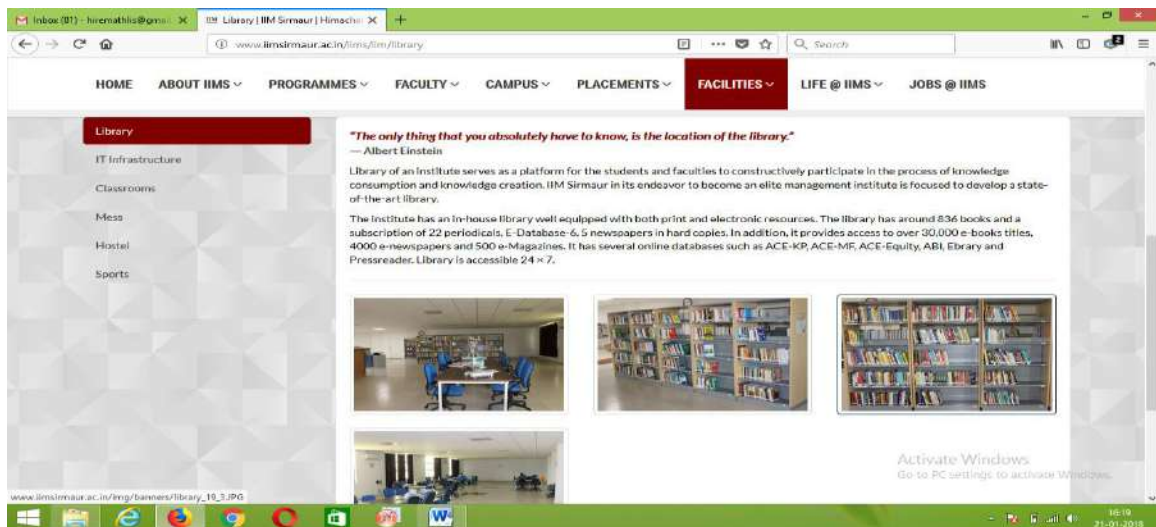 Inbox (81) - hiremathlis@gmai
Library | IIM Sirmaur | Himacha
www.iimsirmaur.ac.in/iims/iim/library
Search
2
HOME ABOUT IIMS PROGRAMMES FACULTY CAMPUS PLACEMENTS FACILITIES LIFE @ IIMS JOBS @ IIMS
Library
IT Infrastructure
Classrooms
Mess
Hostel
Sports
"The only thing that you absolutely have to know, is the location of the library."
— Albert Einstein
Library of an Institute serves as a platform for the students and faculties to constructively participate in the process of knowledge
consumption and knowledge creation. IIM Sirmaur in its endeavor to become an elite management institute is focused to develop a state-
of-the-art library.
The Institute has an in-house library well equipped with both print and electronic resources. The library has around 836 books and a
subscription of 22 periodicals, E-Database-6, 5 newspapers in hard copies. In addition, it provides access to over 30,000 e-books titles,
4000 e-newspapers and 500 e-Magazines. It has several online databases such as ACE-KP, ACE-MF, ACE-Equity, ABI, Ebrary and
Pressreader. Library is accessible 24 × 7.
Activate Windows
Go to PC settings to activate Windows.
www.iimsirmaur.ac.in/img/banners/library_19_3.JPG
16:19
21-01-2018